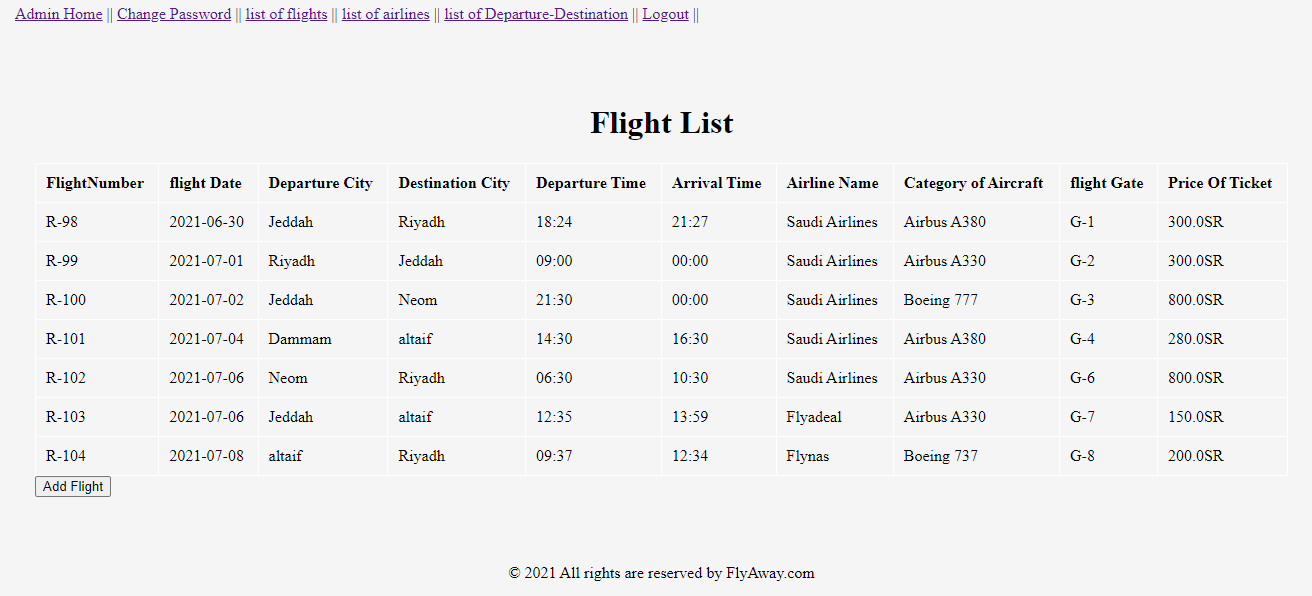 Admin Home || Change Password || list of flights || list of airlines || list of Departure-Destination || Logout ||
Flight List
FlightNumber flight Date Departure City Destination City Departure Time Arrival Time Airline Name Category of Aircraft flight Gate Price Of Ticket
R-98 2021-06-30 Jeddah Riyadh 18:24 21:27 Saudi Airlines Airbus A380 G-1 300.0SR
R-99 2021-07-01 Riyadh Jeddah 09:00 00:00 Saudi Airlines Airbus A330 G-2 300.0SR
R-100 2021-07-02 Jeddah Neom 21:30 00:00 Saudi Airlines Boeing 777 G-3 800.0SR
R-101 2021-07-04 Dammam altaif 14:30 16:30 Saudi Airlines Airbus A380 G-4 280.0SR
R-102 2021-07-06 Neom Riyadh 06:30 10:30 Saudi Airlines Airbus A330 G-6 800.0SR
R-103 2021-07-06 Jeddah altaif 12:35 13:59 Flyadeal Airbus A330 G-7 150.0SR
R-104 2021-07-08 altaif Riyadh 09:37 12:34 Flynas Boeing 737 G-8 200.0SR
Add Flight
© 2021 All rights are reserved by FlyAway.com